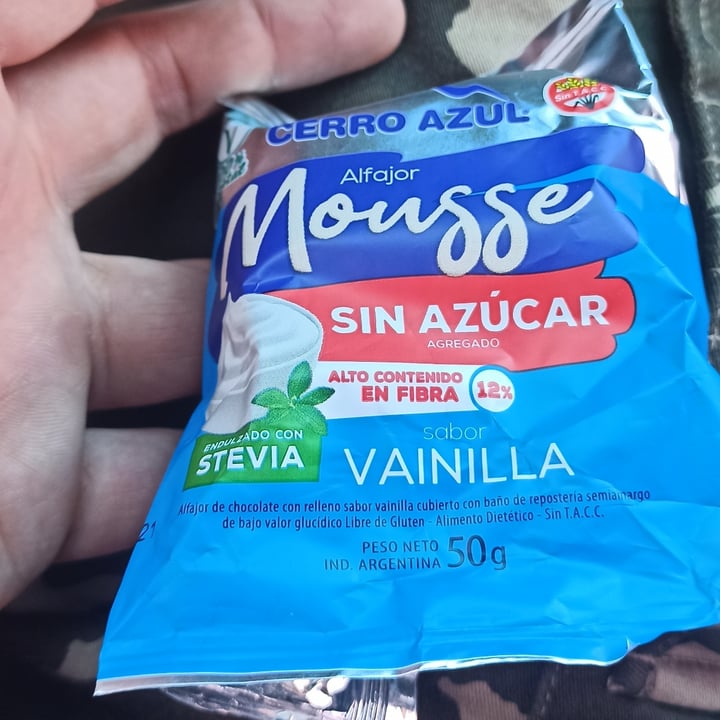 CERRO AZUL
Sin T.A.C.C.
Alfajor
Mousse
SIN AZÚCAR
AGREGADO
ALTO CONTENIDO
EN FIBRA
12%
ENDULZADO CON
STEVIA
sabor
VAINILLA
Alfajor de chocolate con relleno sabor vainilla cubierto con baño de repostería semiamargo
de bajo valor glucídico Libre de Gluten - Alimento Dietético - Sin T.A.C.C.
PESO NETO
IND. ARGENTINA 50g
21